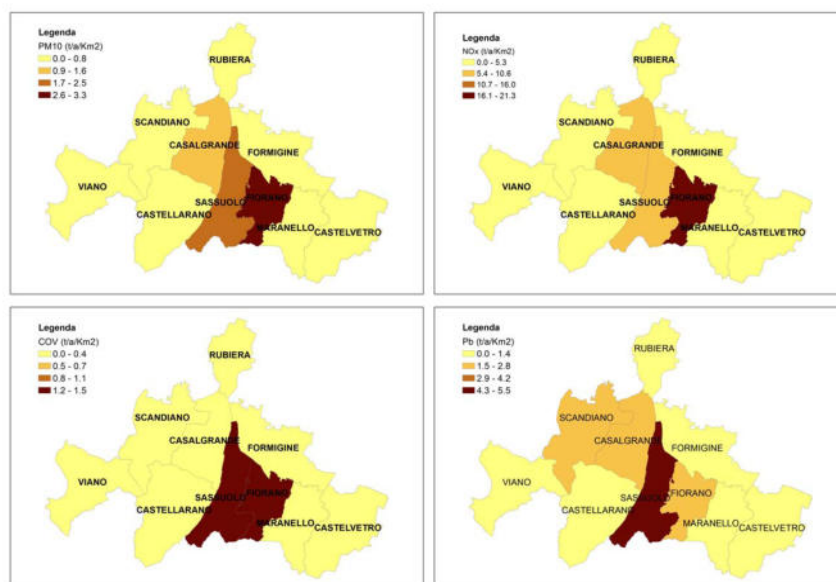 Legenda
PM10 (t/a/Km2)
0.0 - 0.8
0.9 - 1.6
1.7 - 2.5
2.6 - 3.3
RUBIERA
SCANDIANO
CASALGRANDE
FORMIGINE
VIANO
SASSUOLO
FIORANO
CASTELLARANO
MARANELLO
CASTELVETRO
Legenda
NOx (t/a/Km2)
0.0 - 5.3
5.4 - 10.6
10.7 - 16.0
16.1 - 21.3
RUBIERA
SCANDIANO
CASALGRANDE
FORMIGINE
VIANO
SASSUOLO
FIORANO
CASTELLARANO
MARANELLO
CASTELVETRO
Legenda
COV (t/a/Km2)
0.0 - 0.4
0.5 - 0.7
0.8 - 1.1
1.2 - 1.5
RUBIERA
SCANDIANO
CASALGRANDE
FORMIGINE
VIANO
SASSUOLO
FIORANO
CASTELLARANO
MARANELLO
CASTELVETRO
Legenda
Pb (t/a/Km2)
0.0 - 1.4
1.5 - 2.8
2.9 - 4.2
4.3 - 5.5
RUBIERA
SCANDIANO
CASALGRANDE
FORMIGINE
VIANO
SASSUOLO
FIORANO
CASTELLARANO
MARANELLO
CASTELVETRO